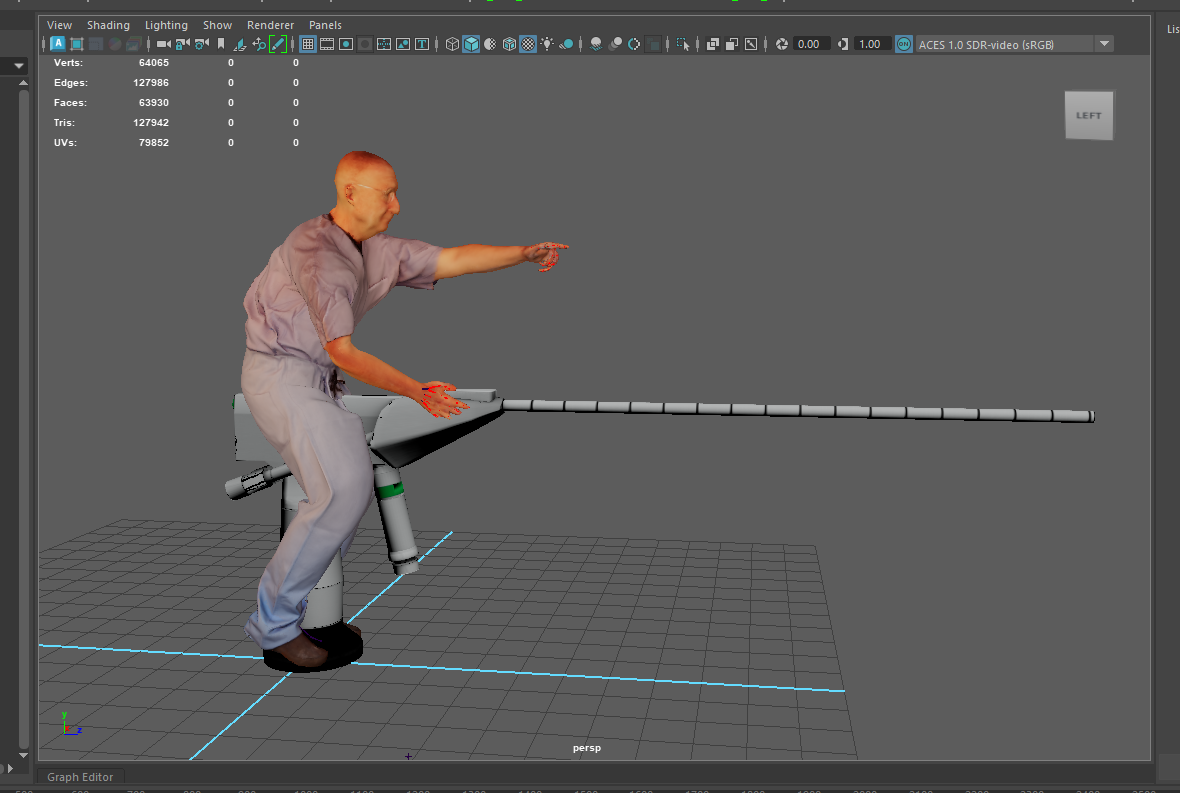 View Shading Lighting Show Renderer Panels
A T 0.00 1.00 ON ACES 1.0 SDR-video (sRGB)
Lis
Verts: 64065 0 0
Edges: 127986 0 0
Faces: 63930 0 0
Tris: 127942 0 0
UVs: 79852 0 0
LEFT
y
z
persp
Graph Editor